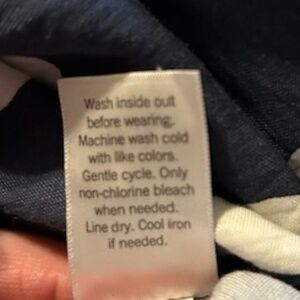 Wash inside out
before wearing.
Machine wash cold
with like colors.
Gentle cycle. Only
non-chlorine bleach
when needed.
Line dry. Cool iron
if needed.